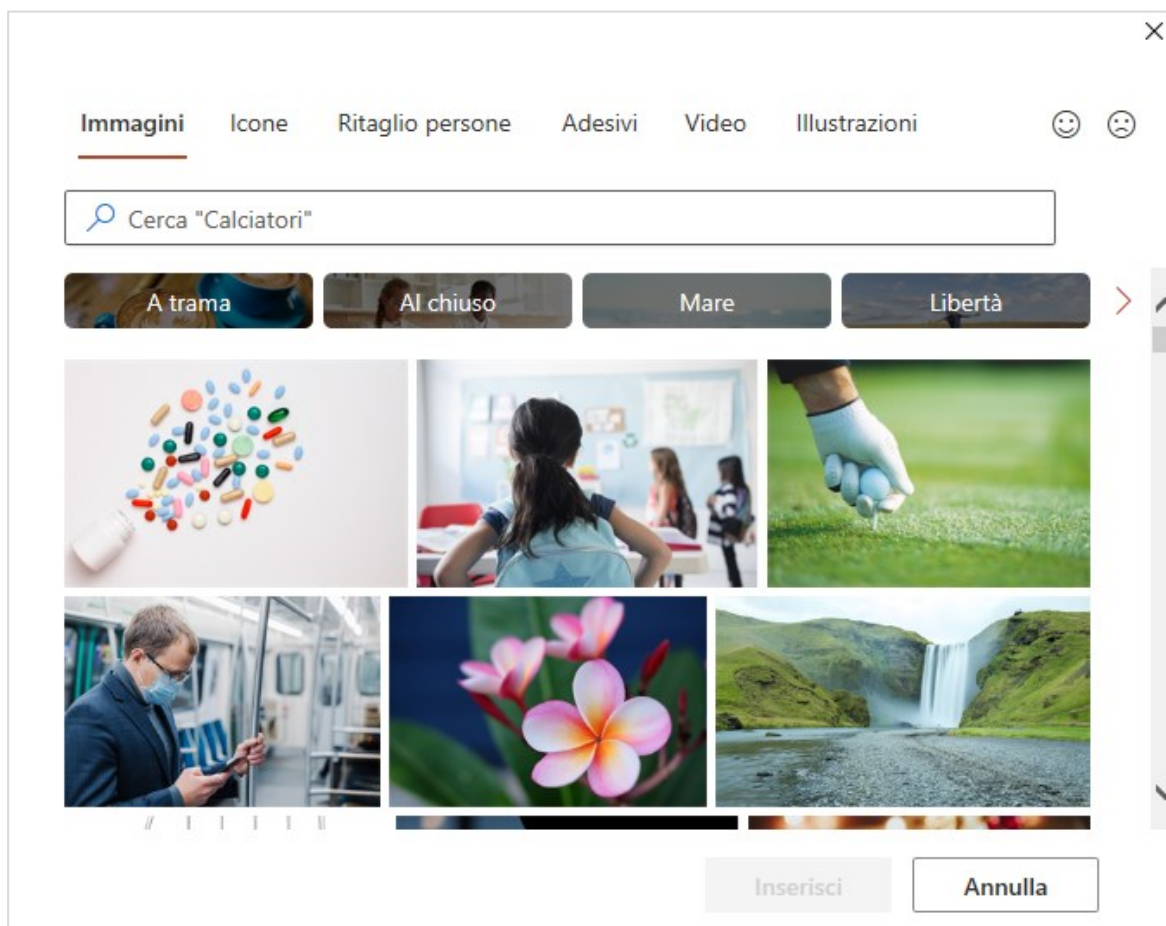 Immagini Icone Ritaglio persone Adesivi Video Illustrazioni
Cerca "Calciatori"
A trama Al chiuso Mare Libertà
Inserisci Annulla